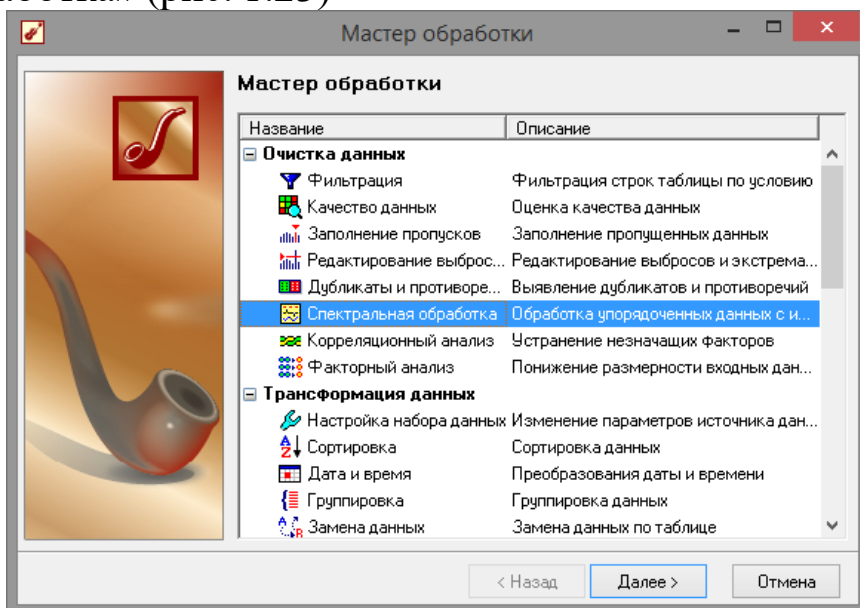 (рис. 1.25)
Мастер обработки
Мастер обработки
Название Описание
Очистка данных
Фильтрация Фильтрация строк таблицы по условию
Качество данных Оценка качества данных
Заполнение пропусков Заполнение пропущенных данных
Редактирование выброс... Редактирование выбросов и экстрема...
Дубликаты и противоре... Выявление дубликатов и противоречий
Спектральная обработка Обработка упорядоченных данных с и...
Корреляционный анализ Устранение незначащих факторов
Факторный анализ Понижение размерности входных дан...
Трансформация данных
Настройка набора данных Изменение параметров источника дан...
Сортировка Сортировка данных
Дата и время Преобразования даты и времени
Группировка Группировка данных
Замена данных Замена данных по таблице
< Назад Далее > Отмена